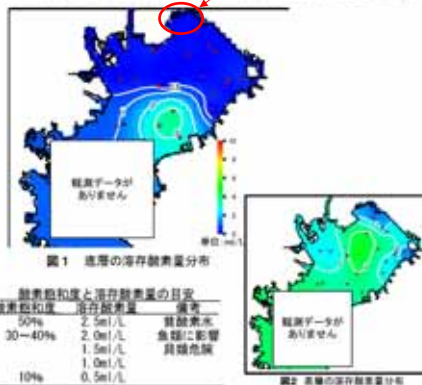 観測データが
ありません
単位:ml/L
図1 底層の溶存酸素量分布
酸素飽和度と溶存酸素量の目安
酸素飽和度 溶存酸素量 備考
50% 2.5ml/L 貧酸素水
30~40% 2.0ml/L 魚類に影響
1.5ml/L 貝類危険
1.0ml/L
10% 0.5ml/L
観測データが
ありません
図2 底層の溶存酸素量分布